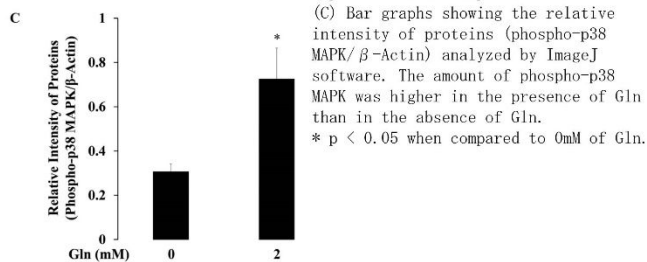 C
Relative Intensity of Proteins
(Phospho-p38 MAPK/β-Actin)
1
0.8
0.6
0.4
0.2
0
*
Gln (mM)
0
2
(C) Bar graphs showing the relative
intensity of proteins (phospho-p38
MAPK/β-Actin) analyzed by ImageJ
software. The amount of phospho-p38
MAPK was higher in the presence of Gln
than in the absence of Gln.
* p < 0.05 when compared to 0mM of Gln.